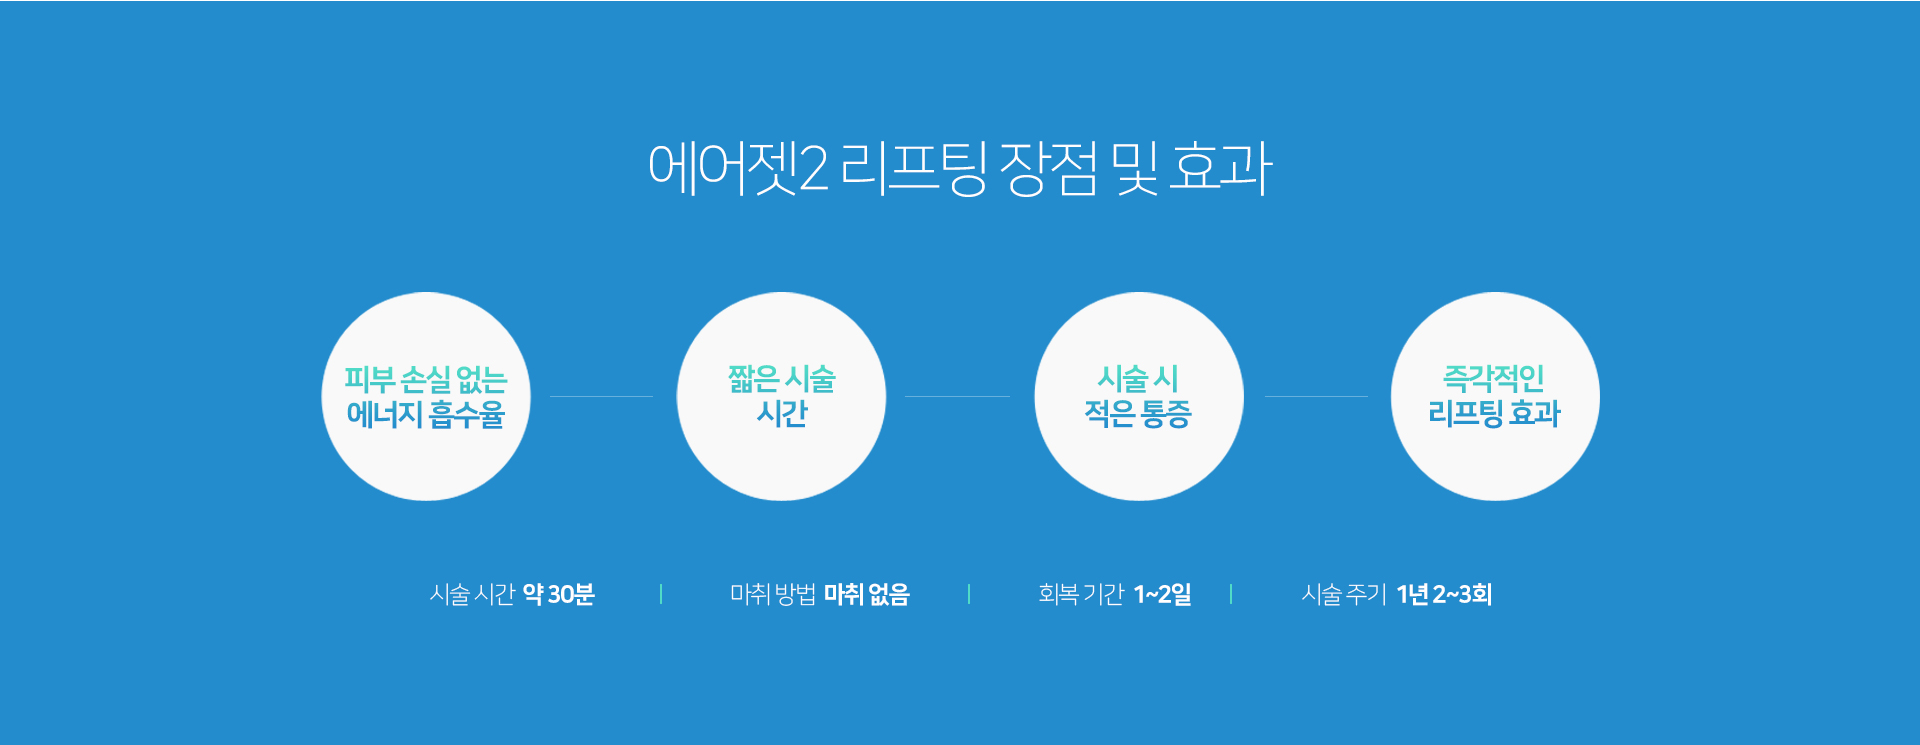 에어젯2 리프팅 장점 및 효과
피부 손실 없는
에너지 흡수율
짧은 시술
시간
시술 시
적은 통증
즉각적인
리프팅 효과
시술 시간 약 30분
마취 방법 마취 없음
회복 기간 1~2일
시술 주기 1년 2~3회